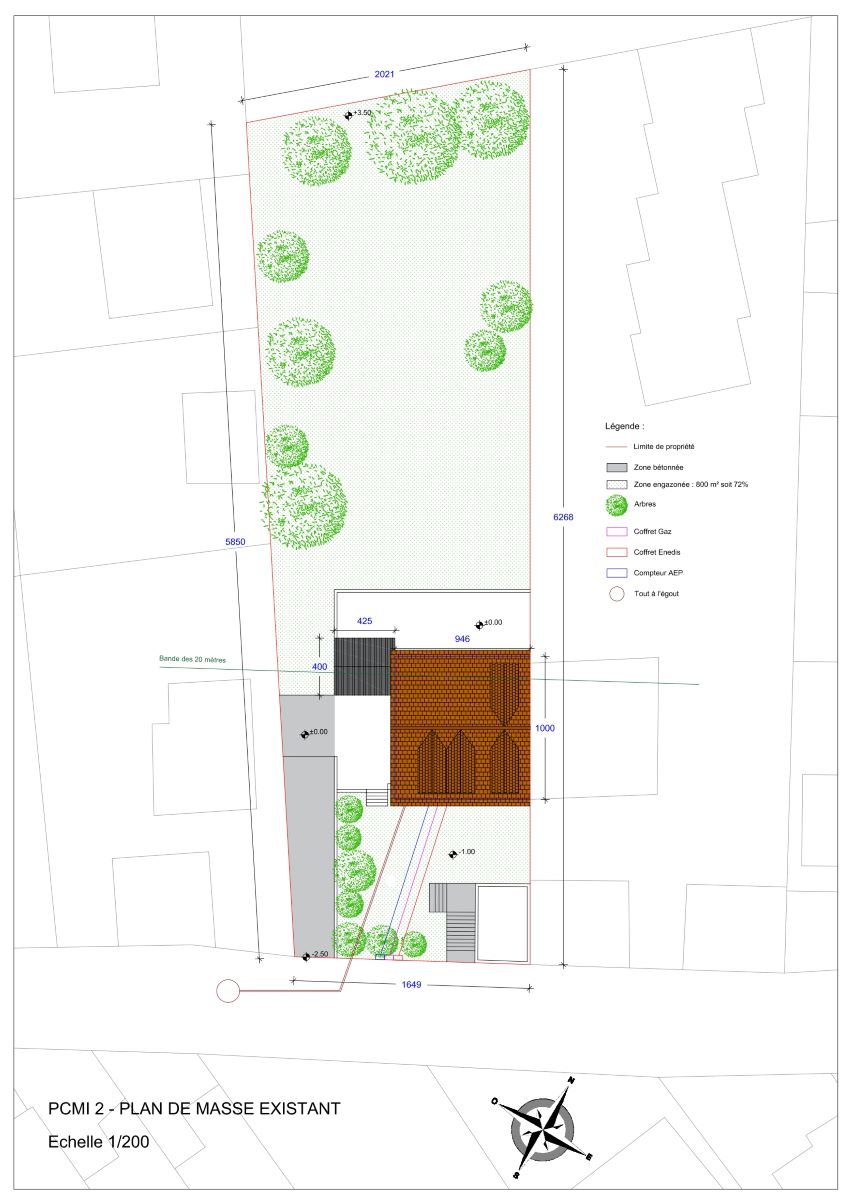 2021
+3.50
Légende :
Limite de propriété
Zone bétonnée
Zone engazonée : 800 m² soit 72%
Arbres
Coffret Gaz
Coffret Enedis
Compteur AEP
Tout à l'égout
5850
6268
425
±0.00
946
Bande des 20 mètres
400
±0.00
1000
-1.00
-2.50
1649
PCMI 2 - PLAN DE MASSE EXISTANT
Echelle 1/200
N
O
E
S